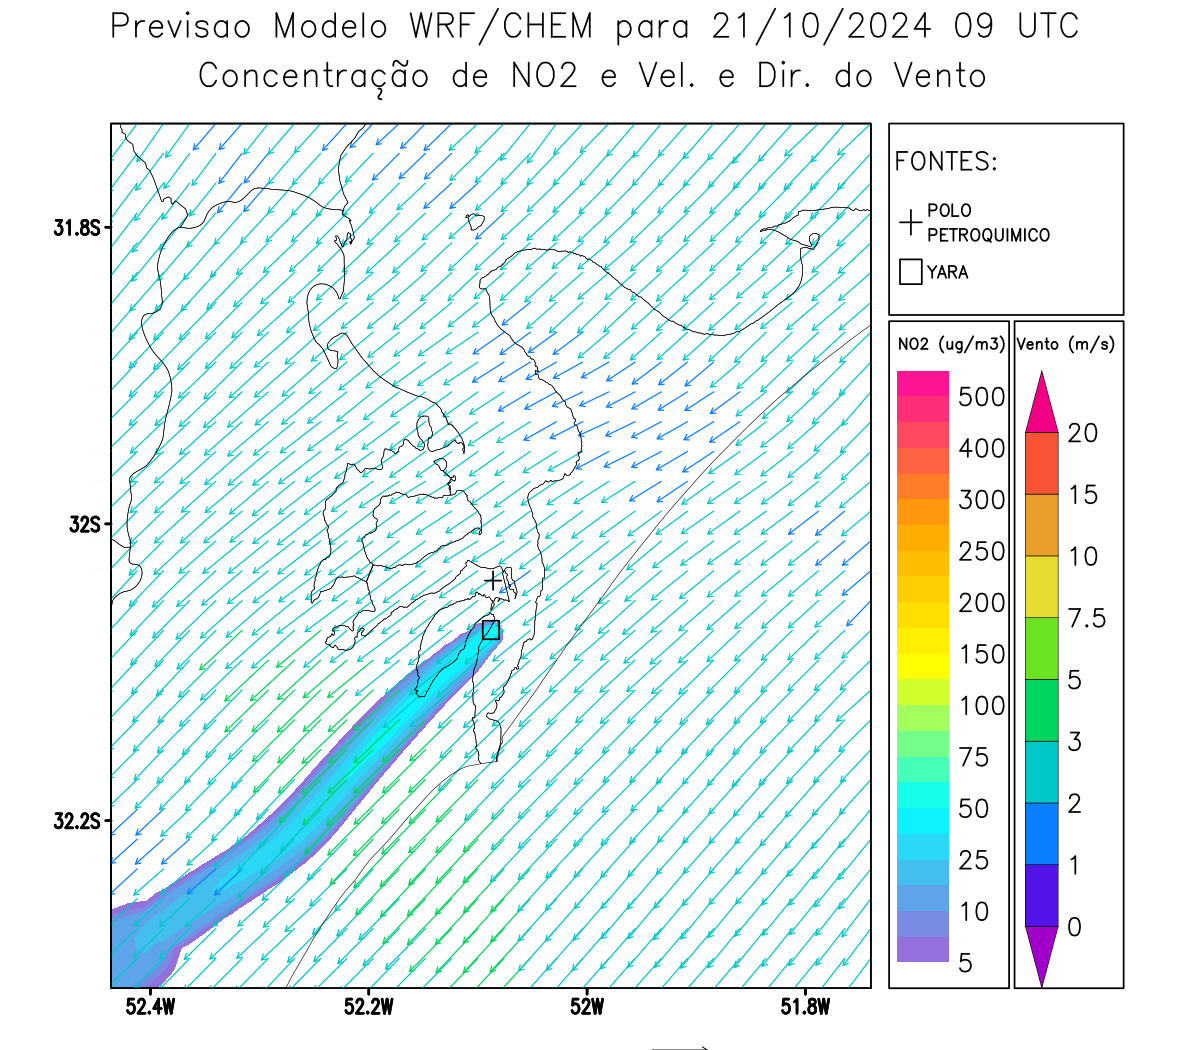 Previsao Modelo WRF/CHEM para 21/10/2024 09 UTC
Concentração de NO2 e Vel. e Dir. do Vento
FONTES:
POLO
PETROQUIMICO
YARA
31.8S
32S
32.2S
52.4W
52.2W
52W
51.8W
NO2 (ug/m3)
500
400
300
250
200
150
100
75
50
25
10
5
Vento (m/s)
20
15
10
7.5
5
3
2
1
0